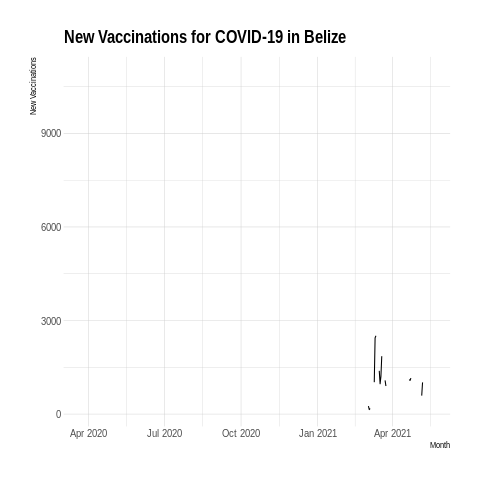 New Vaccinations for COVID-19 in Belize
New Vaccinations
9000
6000
3000
0
Apr 2020 Jul 2020 Oct 2020 Jan 2021 Apr 2021
Month